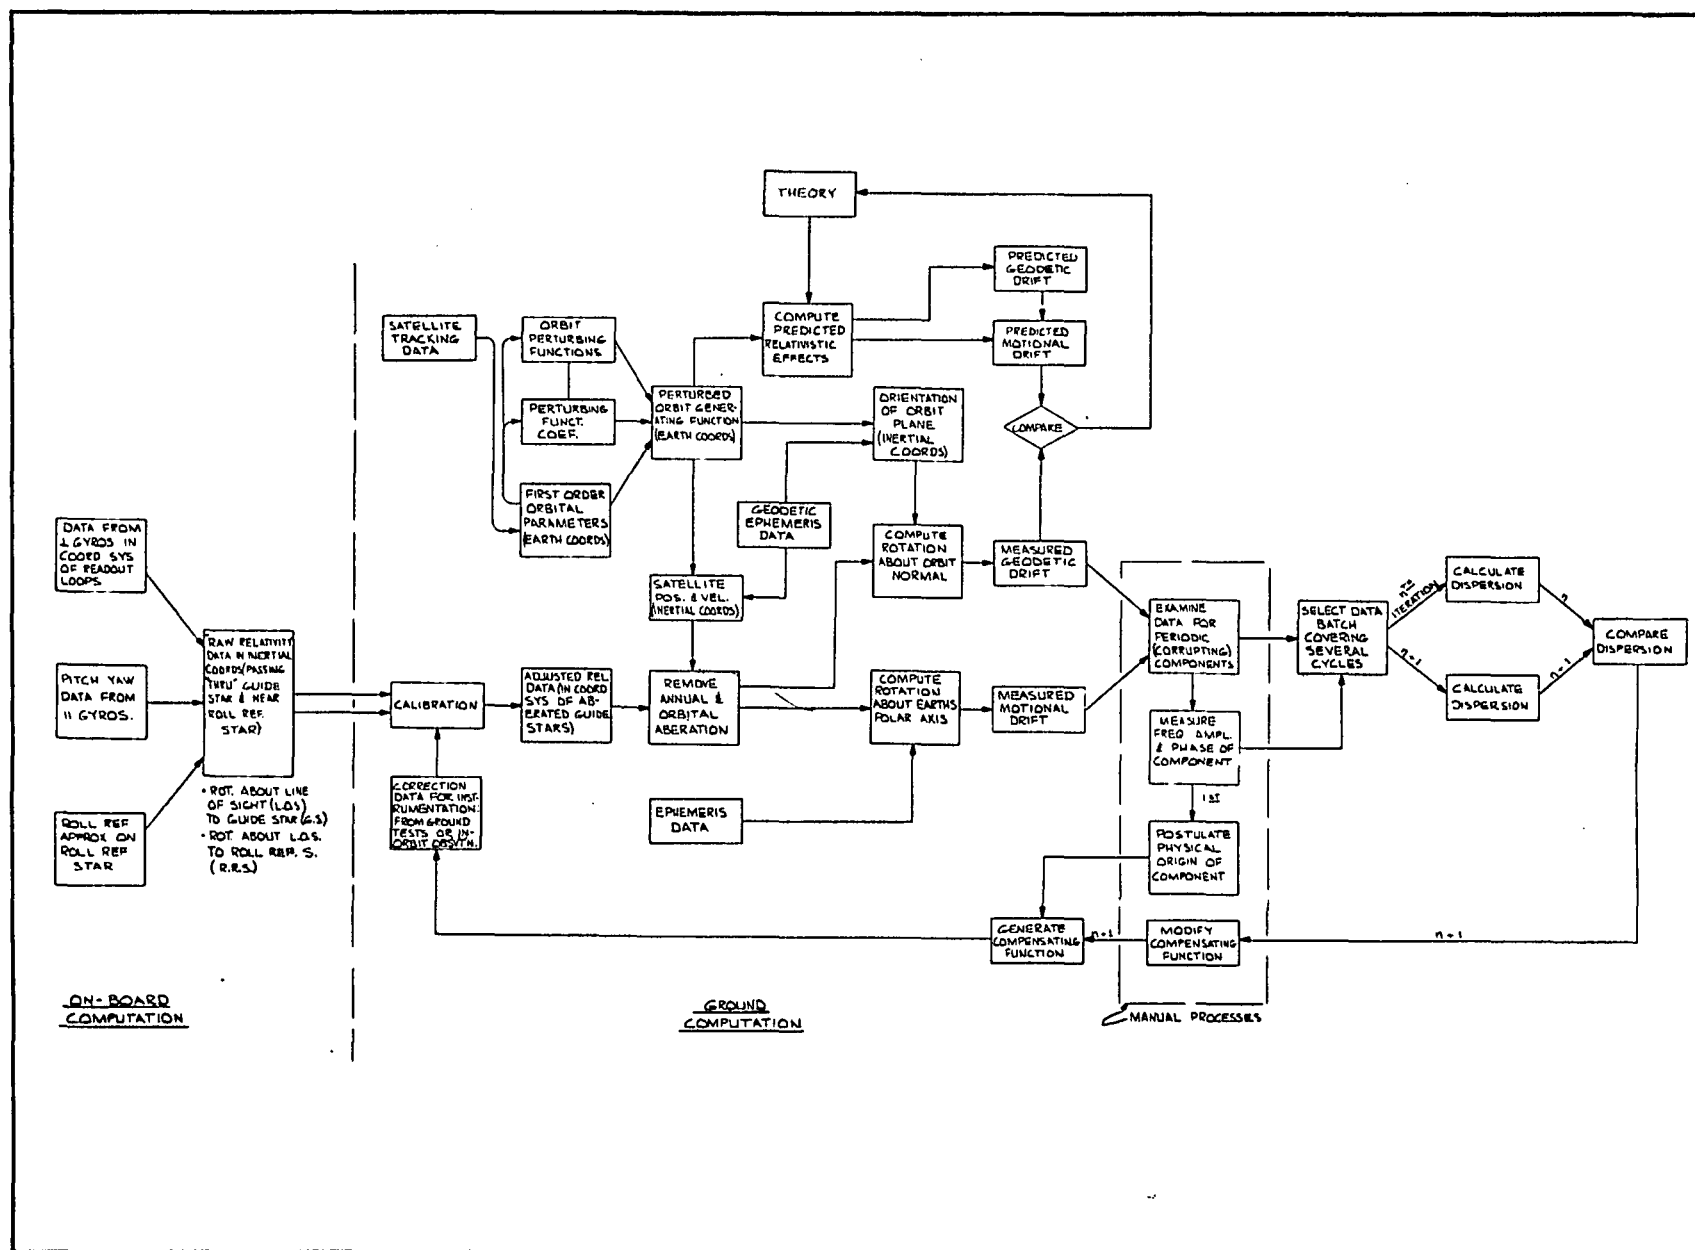 THEORY
PREDICTED
GEODETIC
DRIFT
SATELLITE
TRACKING
DATA
ORBIT
PERTURBING
FUNCTIONS
COMPUTE
PREDICTED
RELATIVISTIC
EFFECTS
PREDICTED
MOTIONAL
DRIFT
PERTURBING
FUNCT.
COEF.
PERTURBED
ORBIT GENER-
ATING FUNCTION
(EARTH COORDS)
ORIENTATION
OF ORBIT
PLANE
(INERTIAL
COORDS)
COMPARE
FIRST ORDER
ORBITAL
PARAMETERS
(EARTH COORDS)
GEODETIC
EPHEMERIS
DATA
DATA FROM
⊥ GYROS IN
COORD SYS
OF READOUT
LOOPS
COMPUTE
ROTATION
ABOUT ORBIT
NORMAL
MEASURED
GEODETIC
DRIFT
SATELLITE
POS. & VEL.
(INERTIAL COORDS)
EXAMINE
DATA FOR
PERIODIC
(CORRUPTING)
COMPONENTS
SELECT DATA
BATCH
COVERING
SEVERAL
CYCLES
nTH
ITERATION
n+1
CALCULATE
DISPERSION
n
COMPARE
DISPERSION
n+1
CALCULATE
DISPERSION
PITCH YAW
DATA FROM
11 GYROS.
"RAW RELATIVITY
DATA IN INERTIAL
COORDS (PASSING
"THRU" GUIDE
STAR & NEAR
ROLL REF.
STAR)
CALIBRATION
ADJUSTED REL
DATA (IN COORD
SYS OF AB-
ERATED GUIDE
STARS)
REMOVE
ANNUAL &
ORBITAL
ABERATION
COMPUTE
ROTATION
ABOUT EARTHS
POLAR AXIS
MEASURED
MOTIONAL
DRIFT
MEASURE
FREQ AMPL.
& PHASE OF
COMPONENT
1ST
• ROT. ABOUT LINE
OF SIGHT (L.O.S)
TO GUIDE STAR (G.S)
• ROT. ABOUT L.O.S.
TO ROLL REF. S.
(R.R.S)
ROLL REF
APPROX ON
ROLL REF
STAR
CORRECTION
DATA FOR INST-
RUMENTATION:
FROM GROUND
TESTS OR IN-
ORBIT OBSVTN.
EPHEMERIS
DATA
POSTULATE
PHYSICAL
ORIGIN OF
COMPONENT
GENERATE
COMPENSATING
FUNCTION
n+1
MODIFY
COMPENSATING
FUNCTION
n+1
ON-BOARD
COMPUTATION
GROUND
COMPUTATION
MANUAL PROCESSES